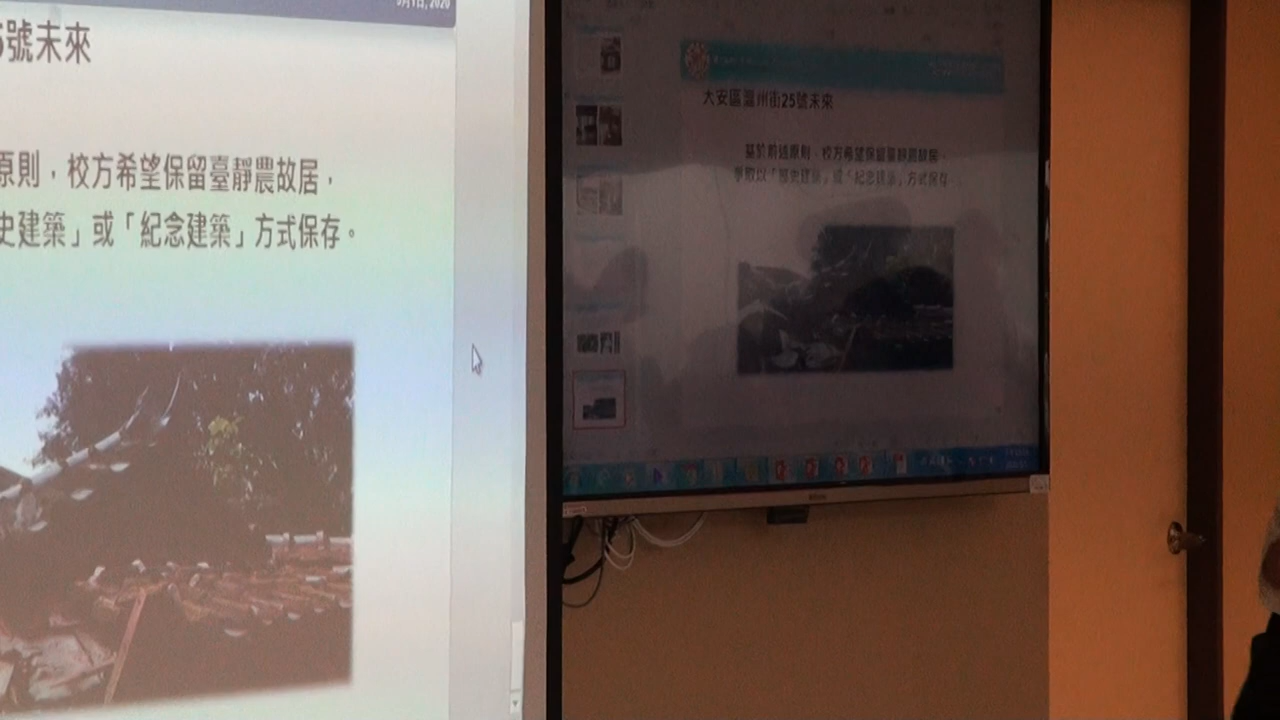 5號未來
原則，校方希望保留臺靜農故居，
史建築」或「紀念建築」方式保存。
大安區溫州街25號未來
基於前述原則，校方希望保留臺靜農故居，
爭取以「歷史建築」或「紀念建築」方式保存。